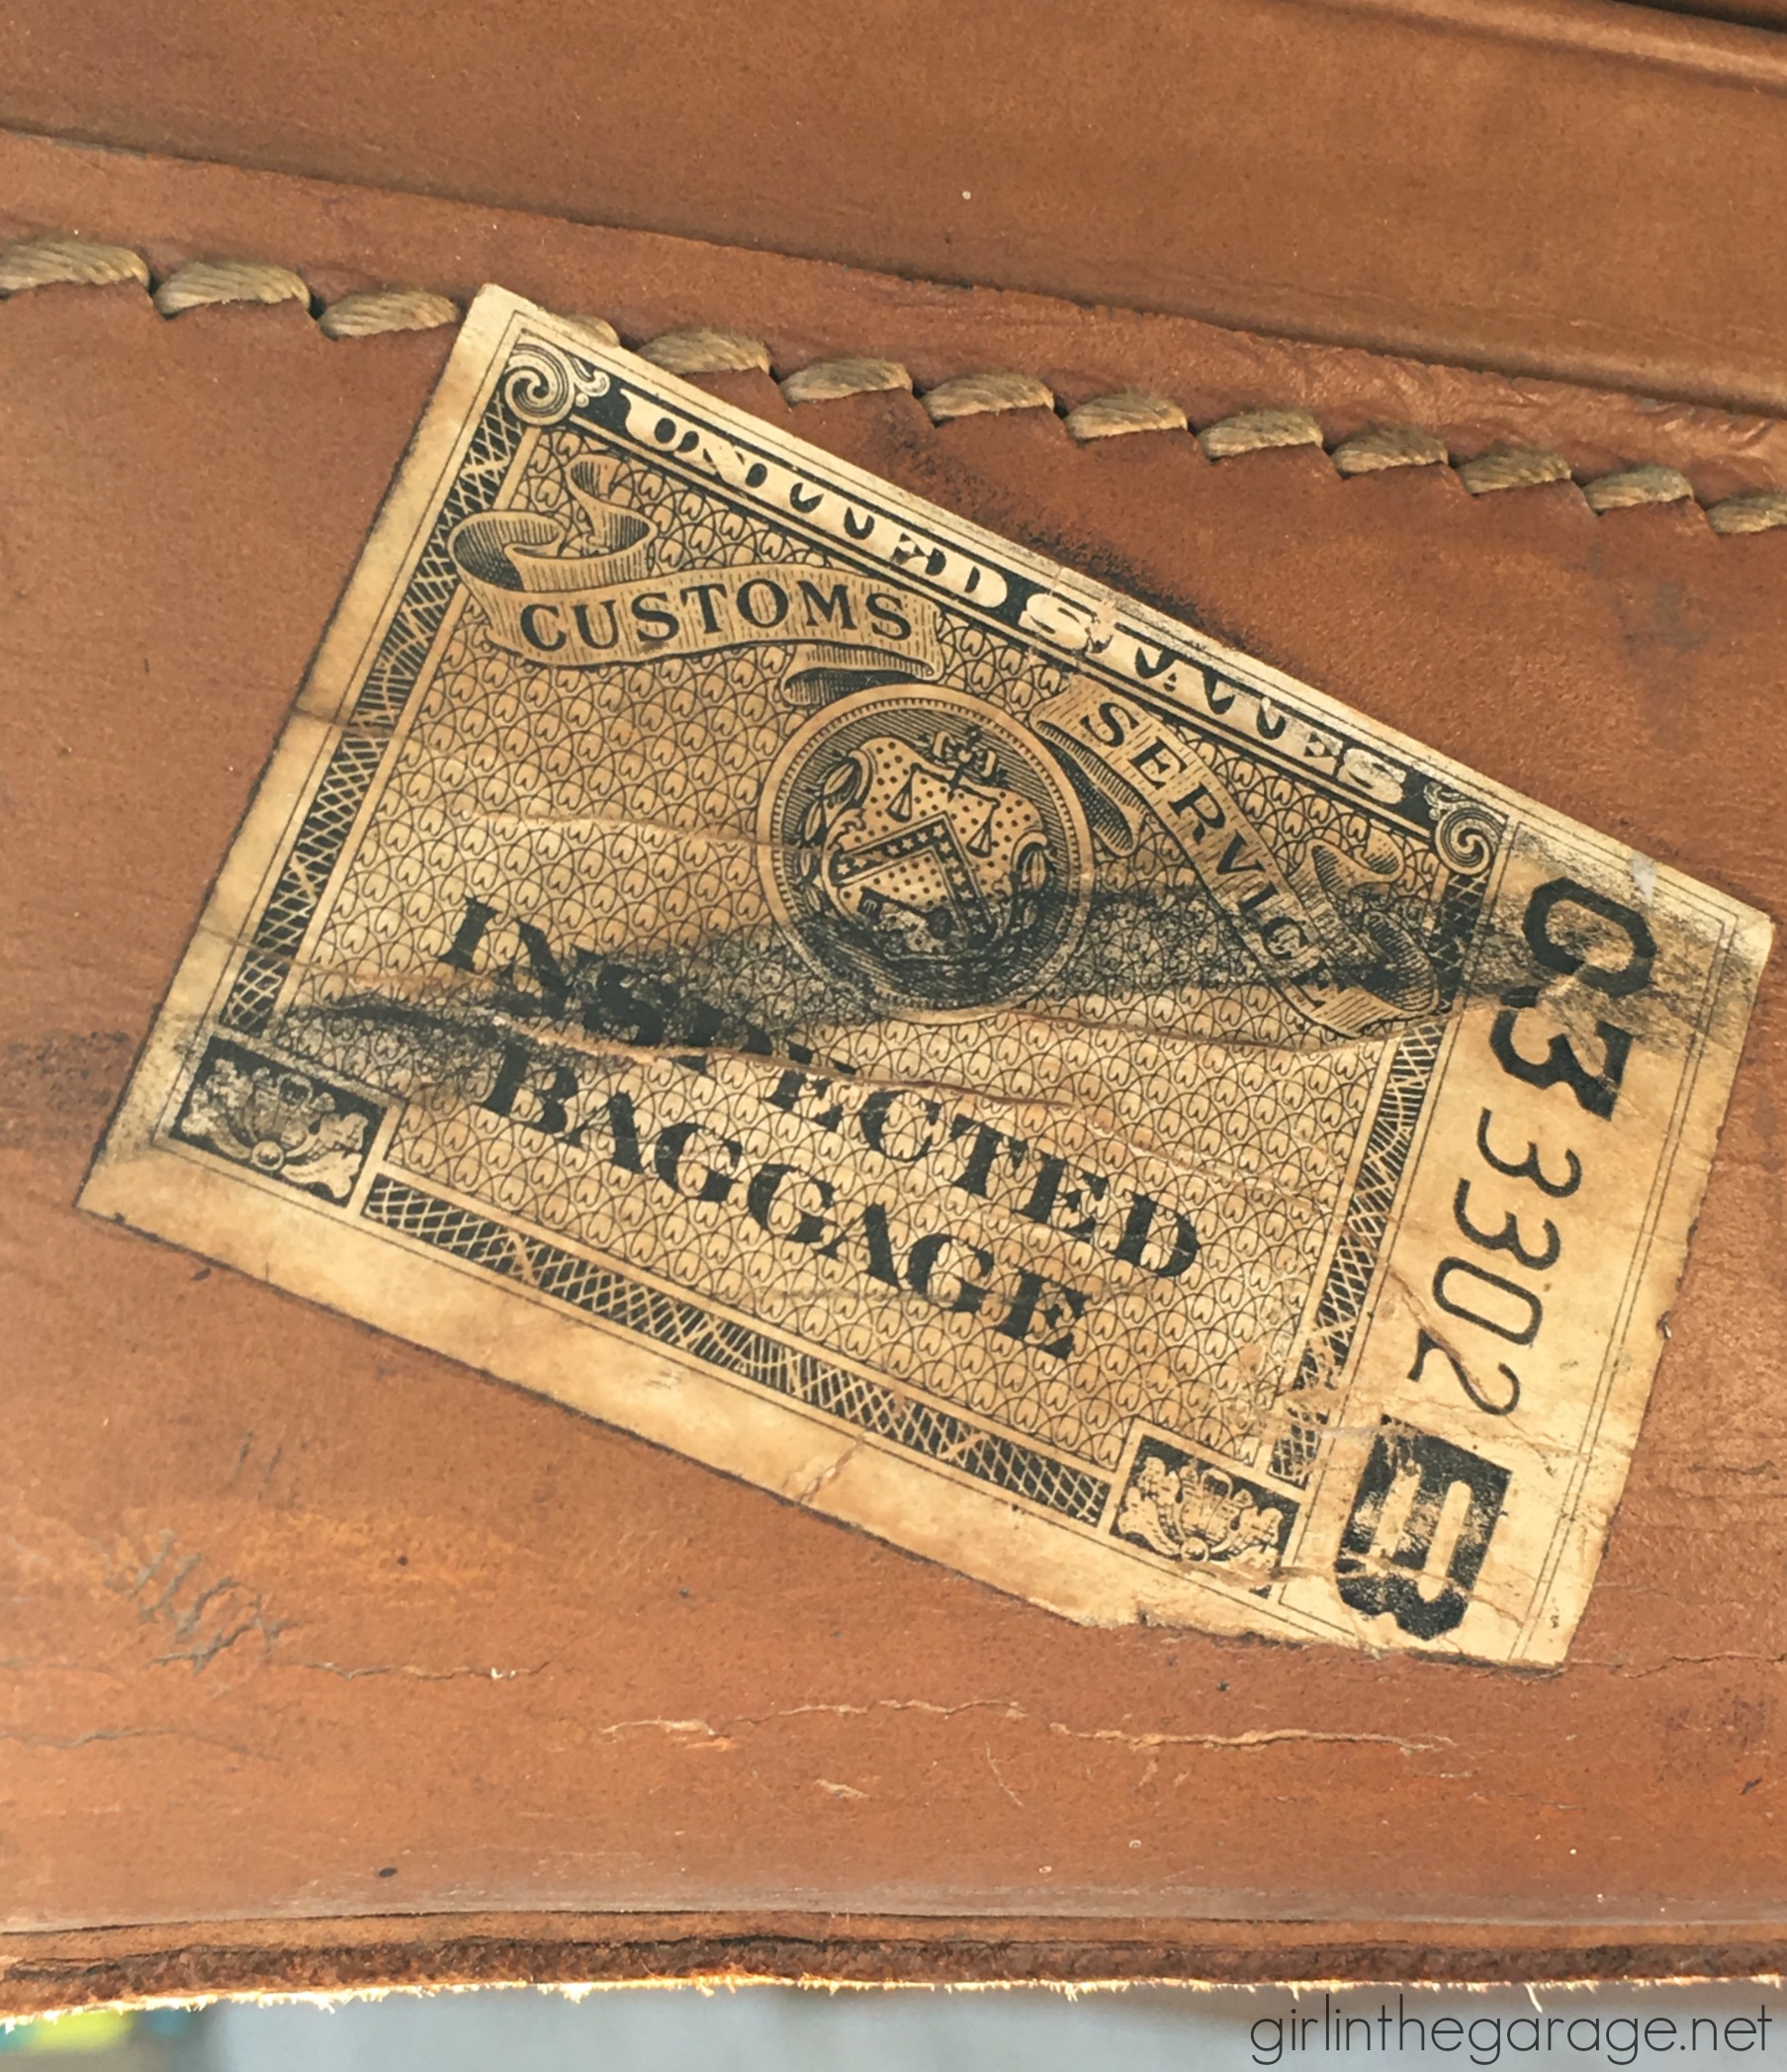 UNITED STATES
CUSTOMS SERVICE
INSPECTED
BAGGAGE
C3 3302
girlinthegarage.net